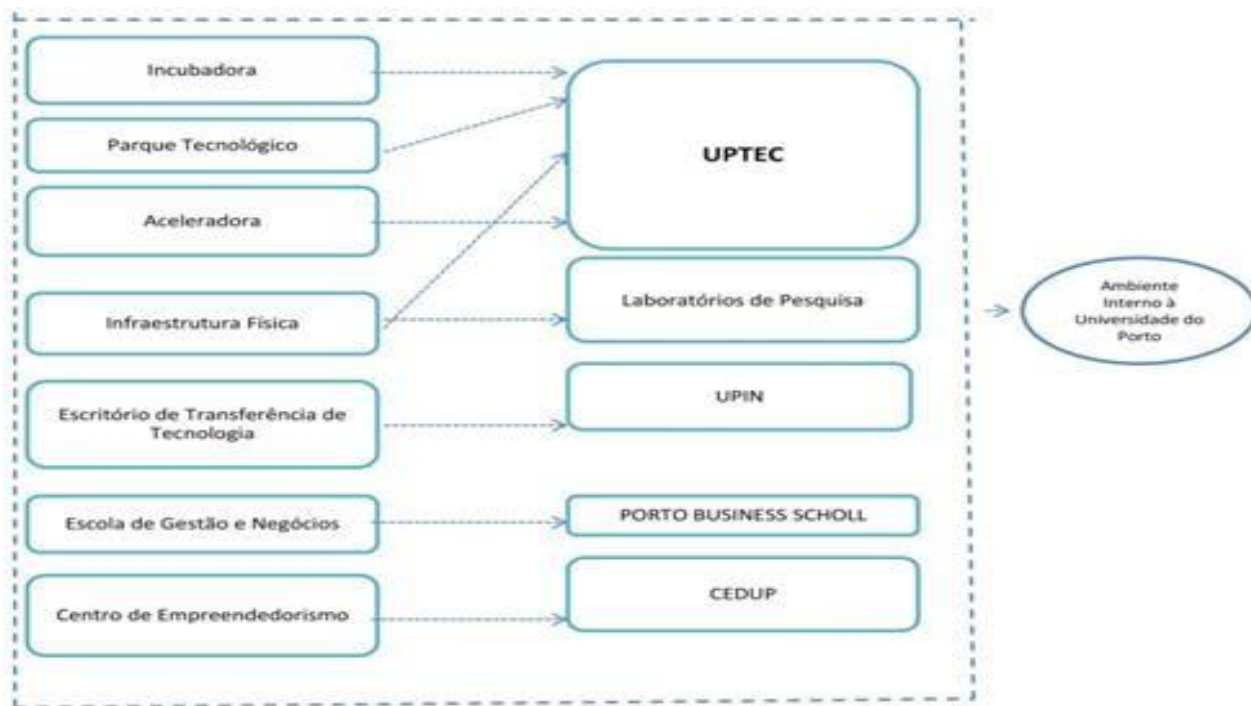 Incubadora
Parque Tecnológico
Aceleradora
Infraestrutura Física
Escritório de Transferência de
Tecnologia
Escola de Gestão e Negócios
Centro de Empreendedorismo
UPTEC
Laboratórios de Pesquisa
UPIN
PORTO BUSINESS SCHOLL
CEDUP
Ambiente
Interno à
Universidade do
Porto